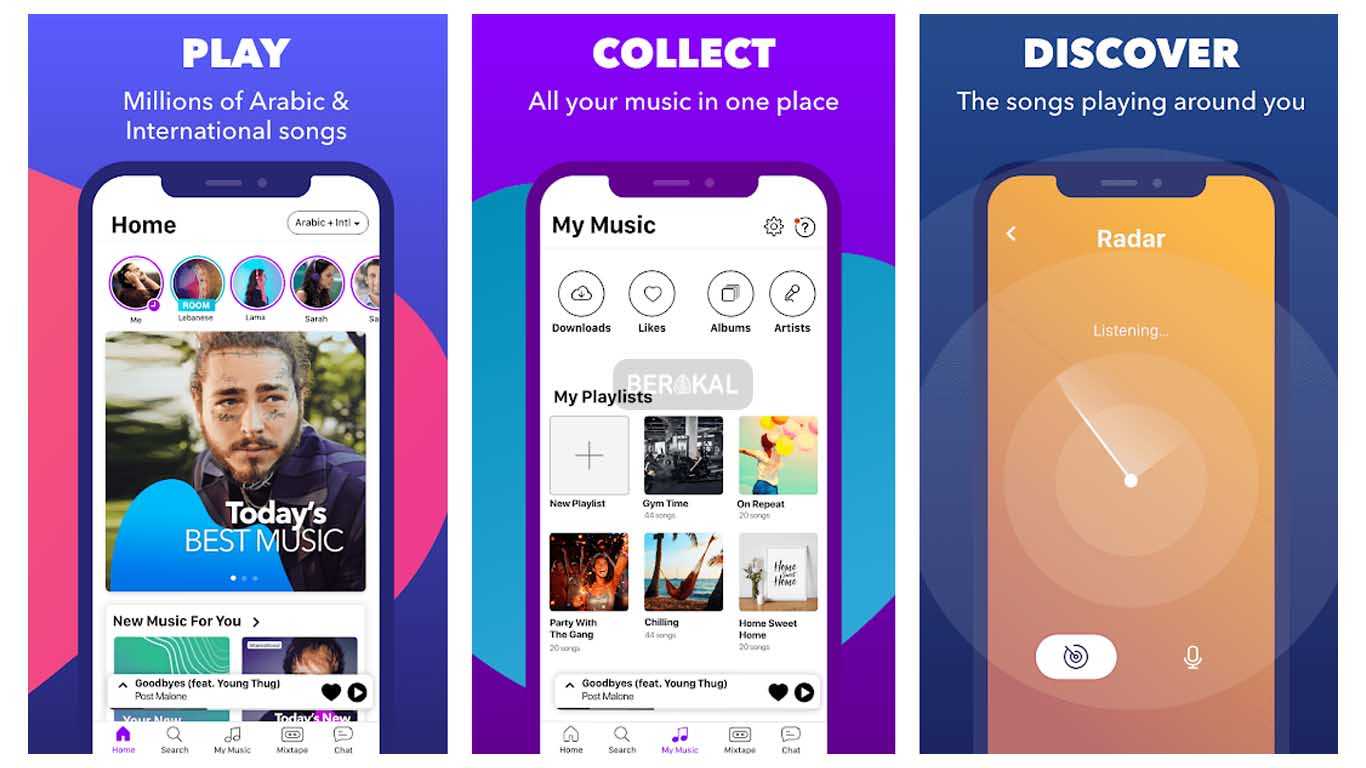 PLAY
Millions of Arabic &
International songs
Home
Arabic + Intl
ROOM
Me
Lebanese
Lama
Sarah
Sa
Today's
BEST MUSIC
New Music For You
International
Goodbyes (feat. Young Thug)
Post Malone
Your New
Today's New
Home
Search
My Music
Mixtape
Chat
COLLECT
All your music in one place
My Music
?
Downloads
Likes
Albums
Artists
BEROKAL
My Playlists
New Playlist
Gym Time
44 songs
On Repeat
20 songs
Home
Sweet
Home
Party With
The Gang
20 songs
Chilling
44 songs
Home Sweet
Home
20 songs
Goodbyes (feat. Young Thug)
Post Malone
Home
Search
My Music
Mixtape
Chat
DISCOVER
The songs playing around you
Radar
Listening...